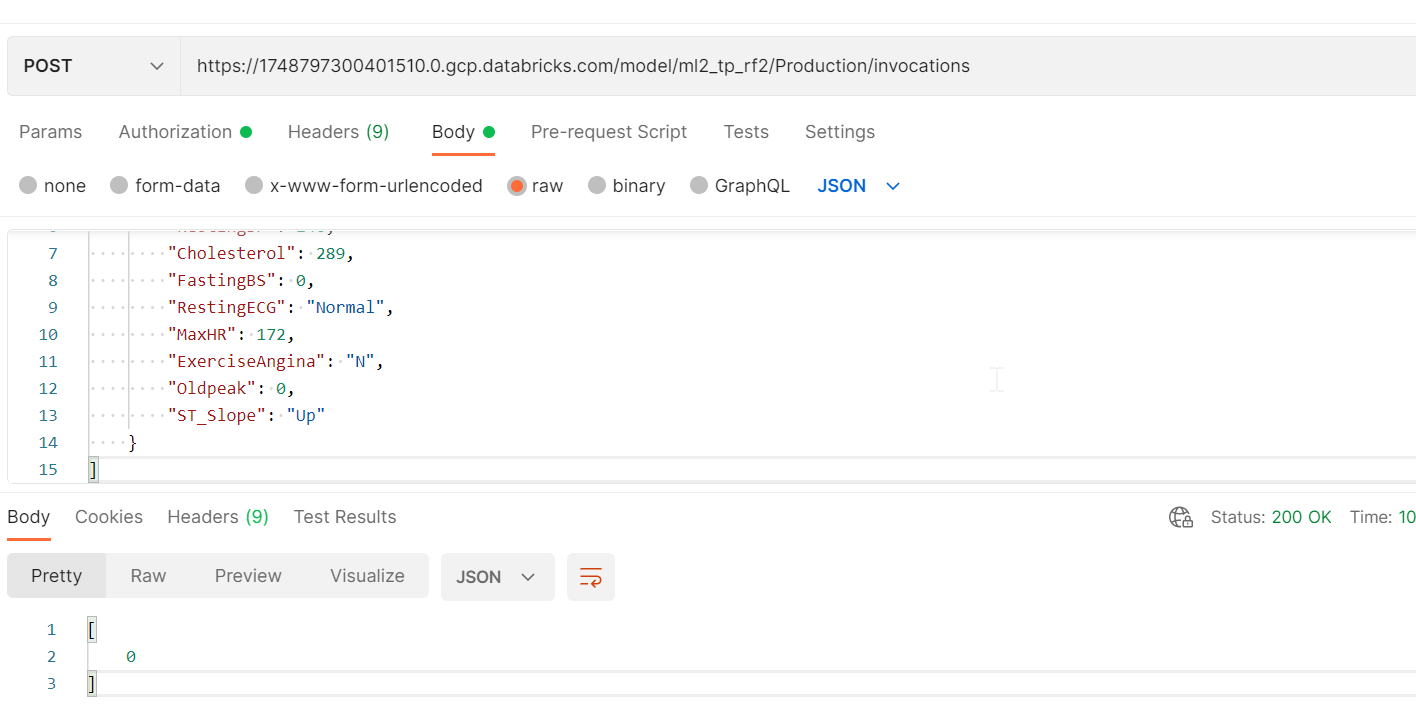 POST https://1748797300401510.0.gcp.databricks.com/model/ml2_tp_rf2/Production/invocations
Params Authorization Headers (9) Body Pre-request Script Tests Settings
none form-data x-www-form-urlencoded raw binary GraphQL JSON
7 "Cholesterol": 289,
8 "FastingBS": 0,
9 "RestingECG": "Normal",
10 "MaxHR": 172,
11 "ExerciseAngina": "N",
12 "Oldpeak": 0,
13 "ST_Slope": "Up"
14 }
15 ]
Body Cookies Headers (9) Test Results Status: 200 OK Time: 10
Pretty Raw Preview Visualize JSON
1 [
2 0
3 ]